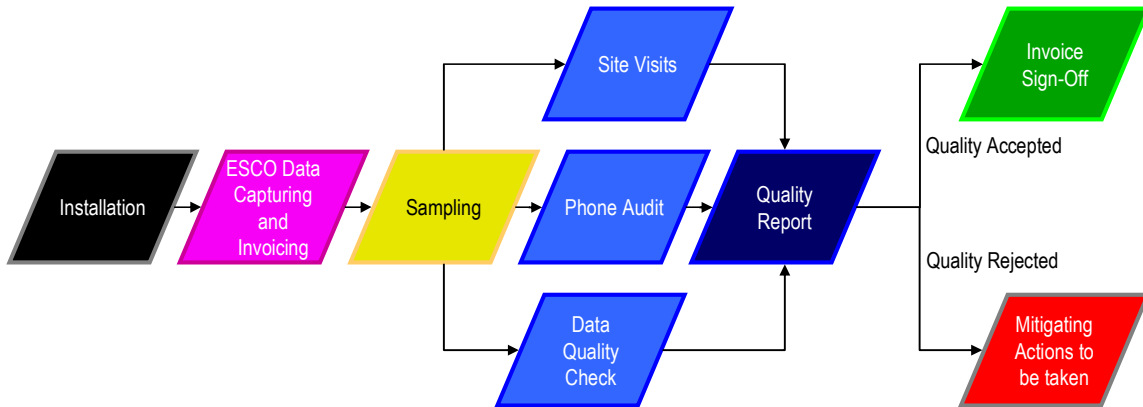 Installation
ESCO Data
Capturing
and
Invoicing
Sampling
Site Visits
Phone Audit
Data
Quality
Check
Quality
Report
Quality Accepted
Invoice
Sign-Off
Quality Rejected
Mitigating
Actions to
be taken